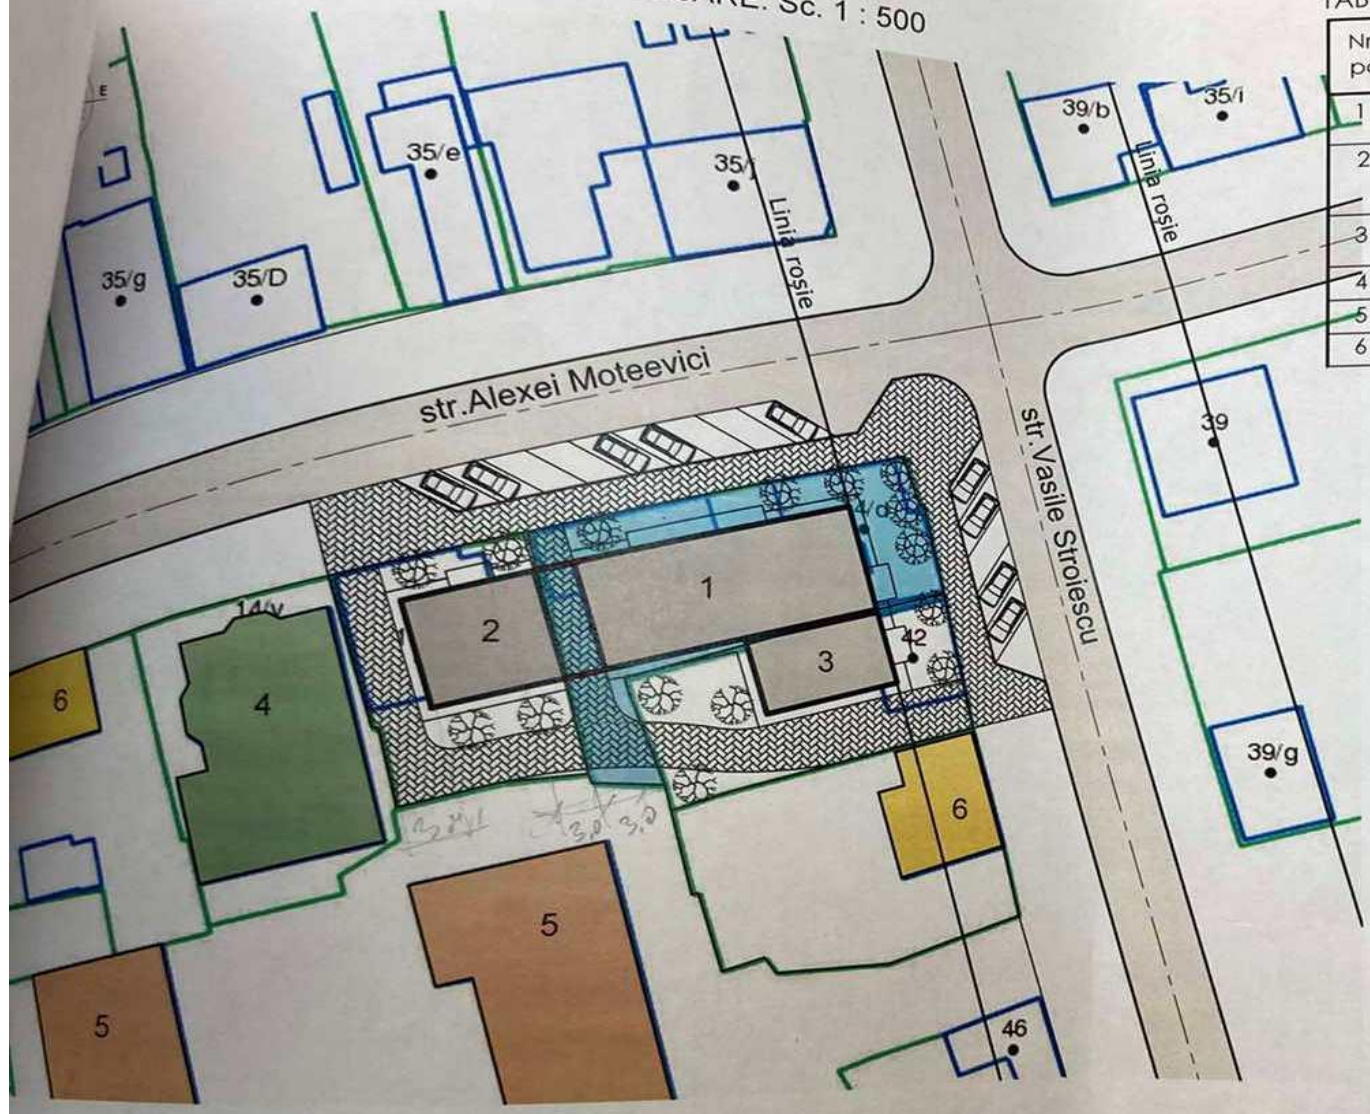 Sc. 1 : 500
Nr
1
2
3
4
5
6
E
35/e
35/j
39/b
35/i
35/g
35/D
Linia roșie
Linia roșie
str.Alexei Moteevici
39
str.Vasile Stroiescu
14/v
1
2
3
42
4
6
6
39/g
3,0 3,0
5
5
46